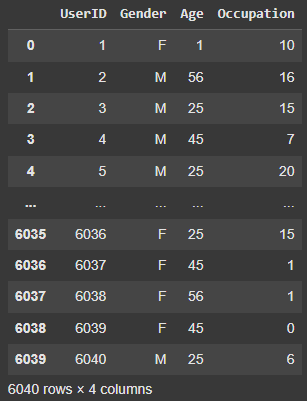 UserID Gender Age Occupation
0 1 F 1 10
1 2 M 56 16
2 3 M 25 15
3 4 M 45 7
4 5 M 25 20
... ... ... ... ...
6035 6036 F 25 15
6036 6037 F 45 1
6037 6038 F 56 1
6038 6039 F 45 0
6039 6040 M 25 6
6040 rows × 4 columns